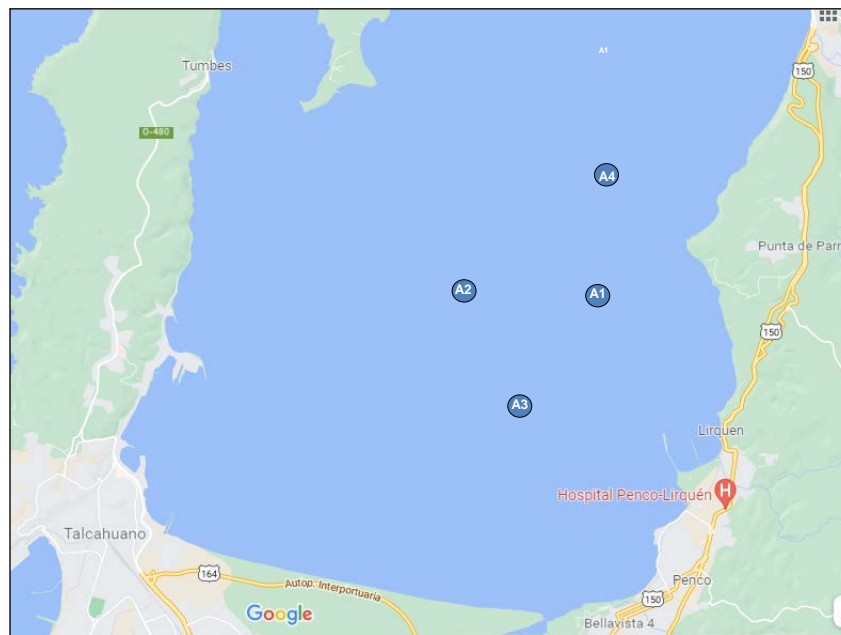 A1
Tumbes
150
O-480
A4
Punta de Parr
A2
A1
150
A3
Lirquen
Hospital Penco-Lirquén
H
Talcahuano
164
Autop. Interportuaria
Penco
150
Google
Bellavista 4